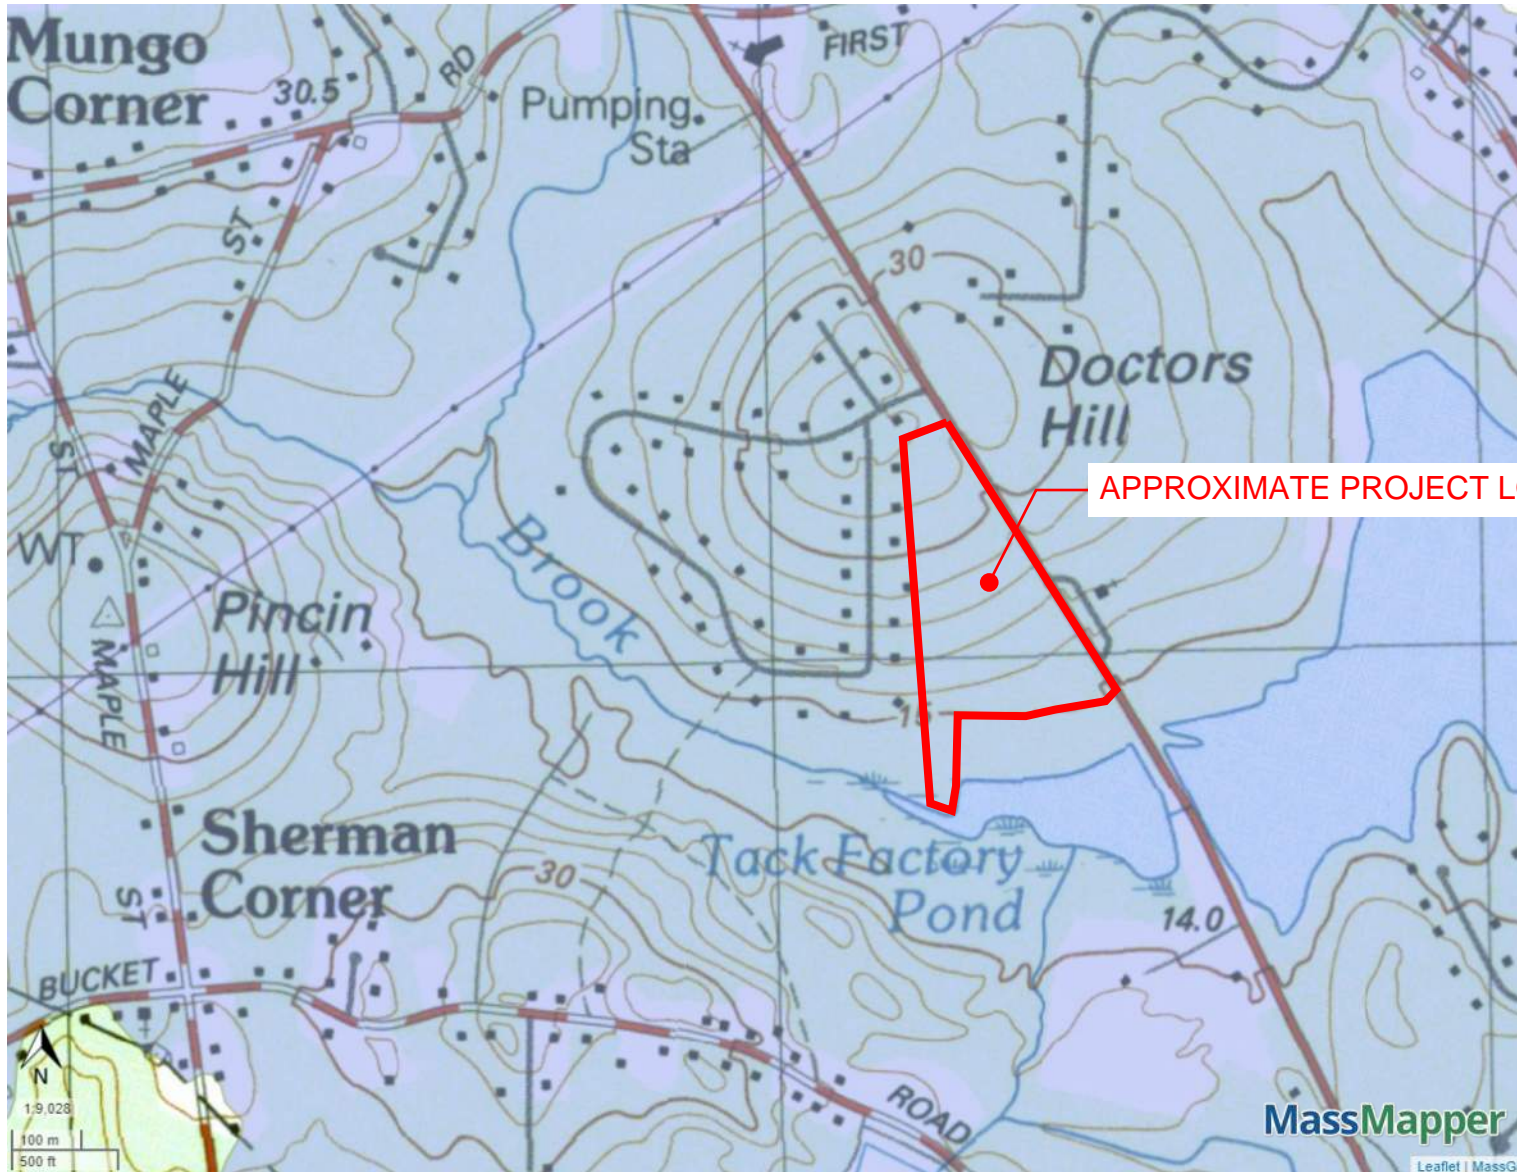 Mungo
Corner
30.5
RD
FIRST
Pumping
Sta
ST
30
Doctors
Hill
MAPLE
ST
APPROXIMATE PROJECT L
WT
Brook
Pincin
Hill
MAPLE
15
Sherman
Corner
30
Tack Factory
Pond
ST
14.0
BUCKET
ROAD
N
1:9,028
100 m
500 ft
MassMapper
Leaflet | MassG